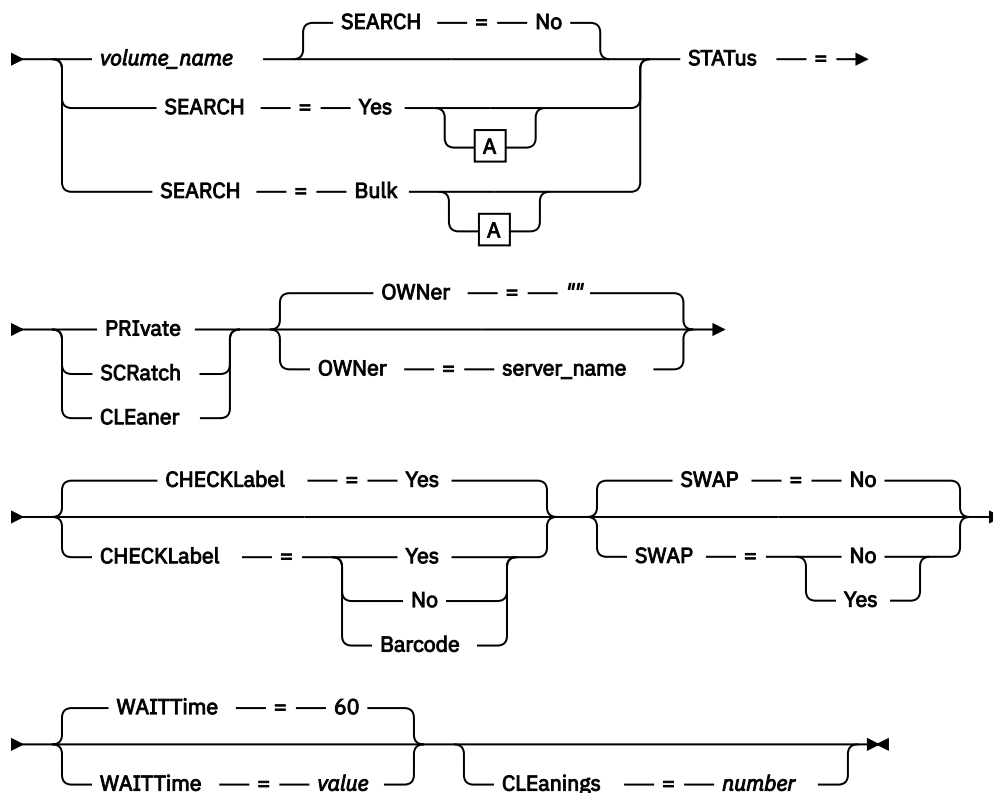 SEARCH = No
volume_name STATus =
SEARCH = Yes
A
SEARCH = Bulk
A
OWNer = ""
PRIvate
OWNer = server_name
SCRatch
CLEaner
CHECKLabel = Yes SWAP = No
CHECKLabel = Yes SWAP = No
No Yes
Barcode
WAITTime = 60
WAITTime = value CLEanings = number